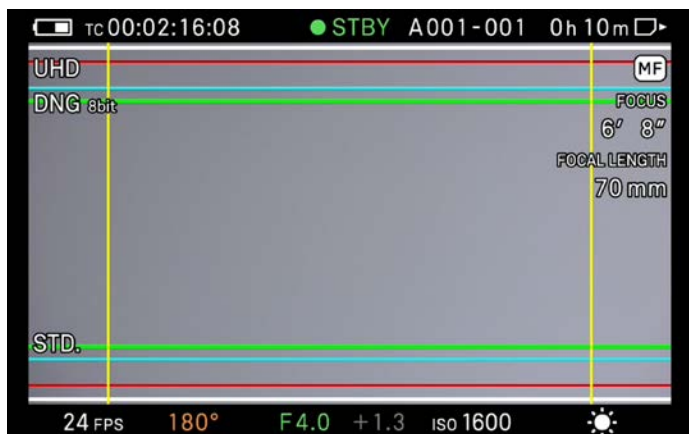 TC 00:02:16:08 STBY A001-001 0h 10m
UHD MF
DNG 8bit FOCUS
6′ 8″
FOCAL LENGTH
70 mm
STD.
24 FPS 180° F4.0 +1.3 ISO 1600